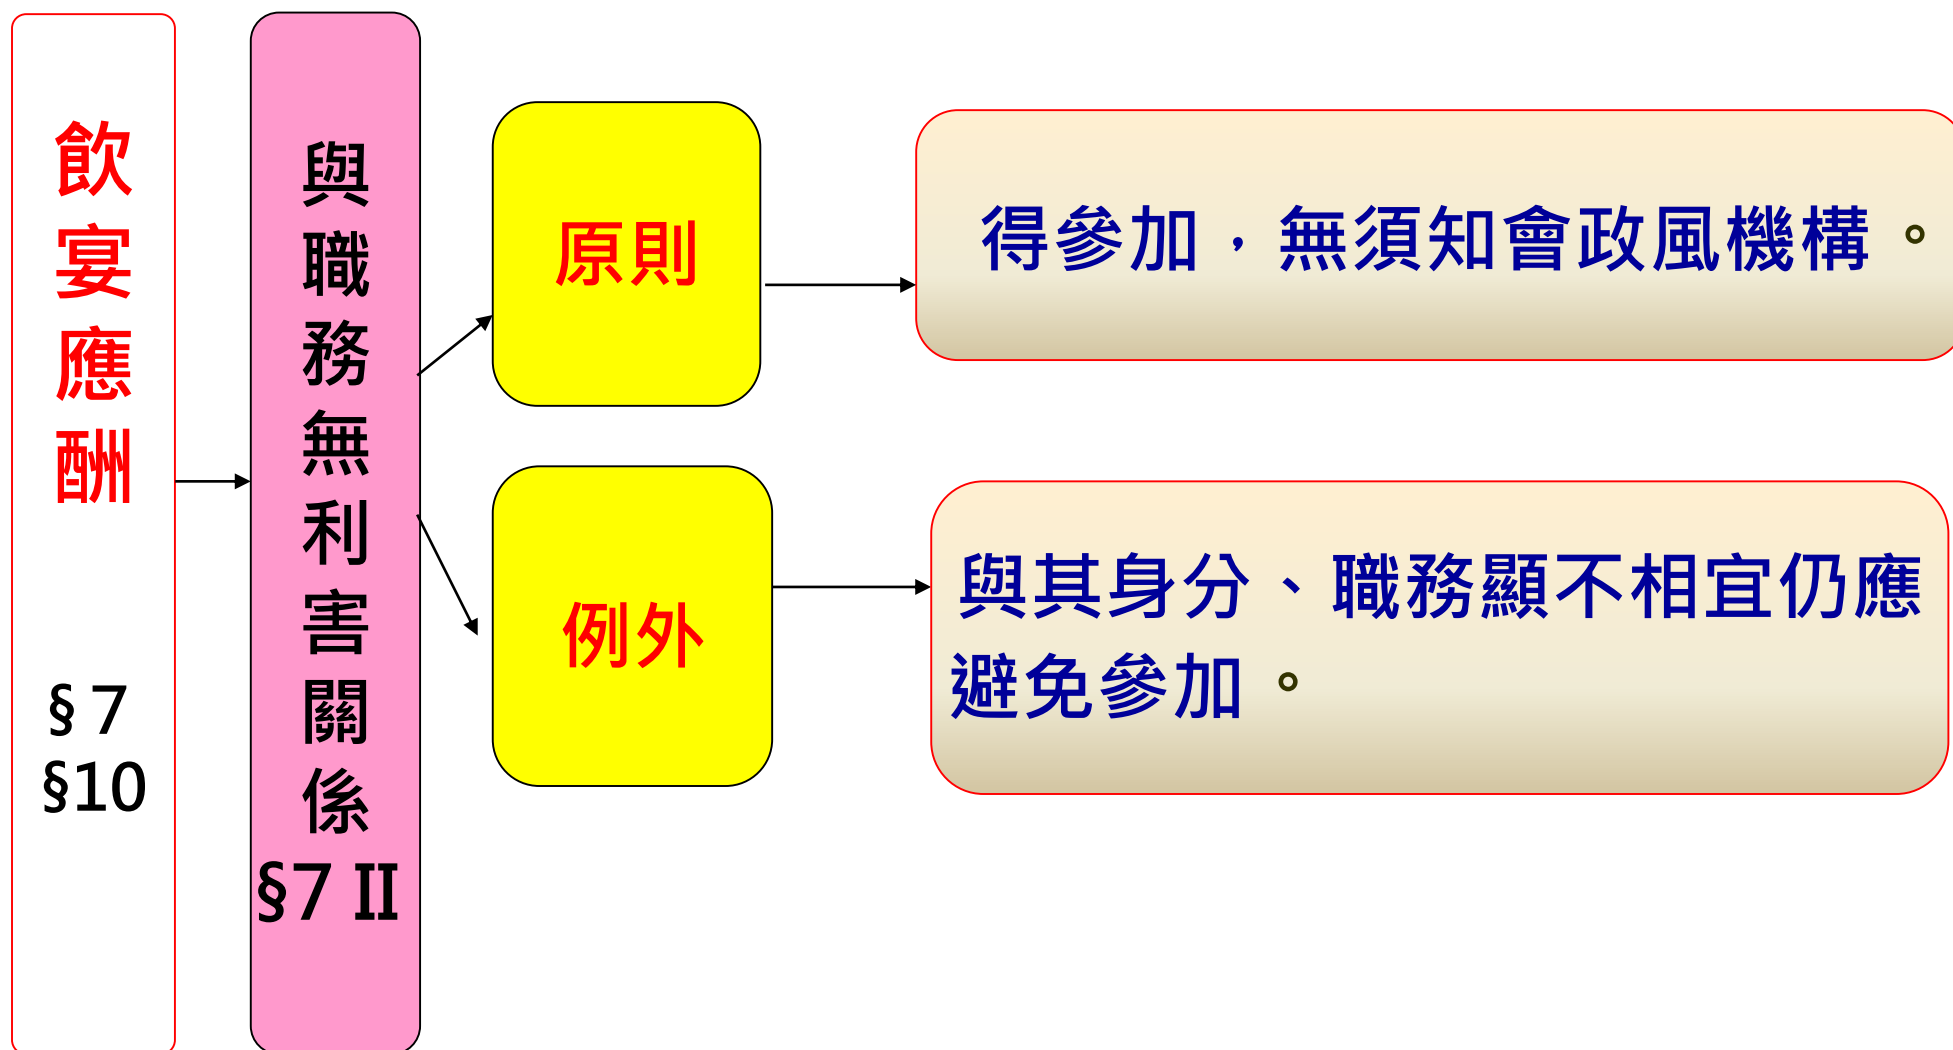 飲宴應酬
§7
§10
與職務無利害關係
§7 II
原則
得參加，無須知會政風機構。
例外
與其身分、職務顯不相宜仍應
避免參加。